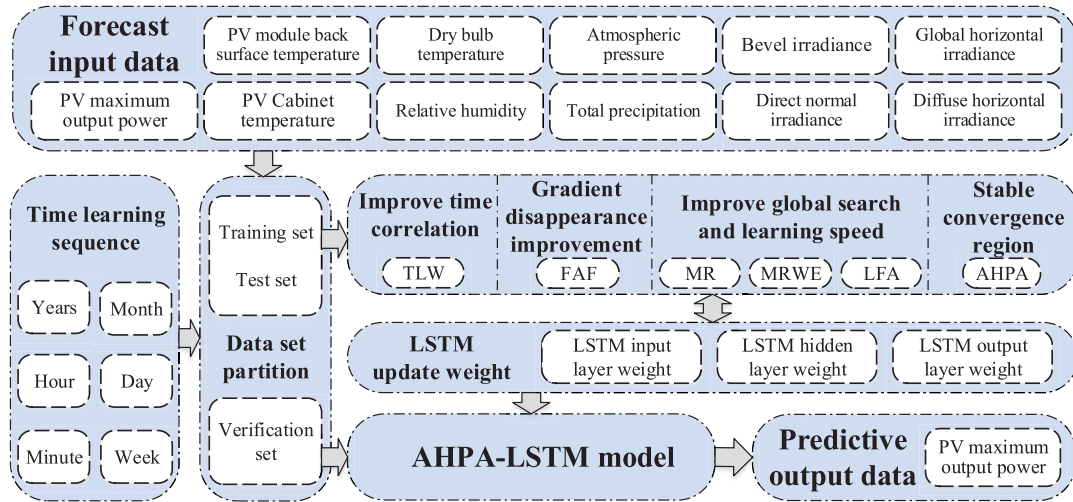 Forecast
input data
PV module back
surface temperature
Dry bulb
temperature
Atmospheric
pressure
Bevel irradiance
Global horizontal
irradiance
PV maximum
output power
PV Cabinet
temperature
Relative humidity
Total precipitation
Direct normal
irradiance
Diffuse horizontal
irradiance
Time learning
sequence
Years
Month
Hour
Day
Minute
Week
Training set
Test set
Data set
partition
Verification
set
Improve time
correlation
TLW
Gradient
disappearance
improvement
FAF
Improve global search
and learning speed
MR
MRWE
LFA
Stable
convergence
region
AHPA
LSTM
update weight
LSTM input
layer weight
LSTM hidden
layer weight
LSTM output
layer weight
AHPA-LSTM model
Predictive
output data
PV maximum
output power